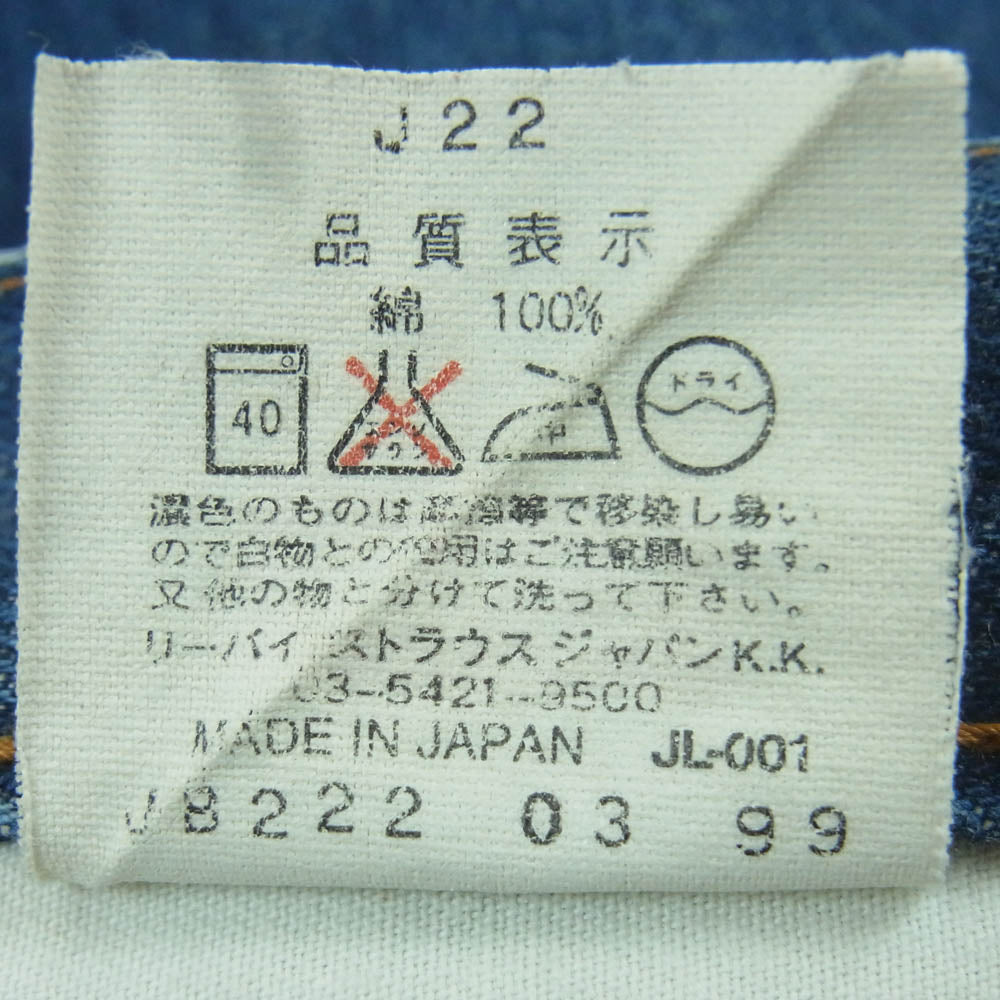 J22
品質表示
綿 100%
40
中
ドライ
濃色のものは摩擦等で移染し易い
ので白物との着用はご注意願います。
又他の物と分けて洗って下さい。
リーバイ ストラウス ジャパンK.K.
03-5421-9500
MADE IN JAPAN JL-001
J8222 03 99